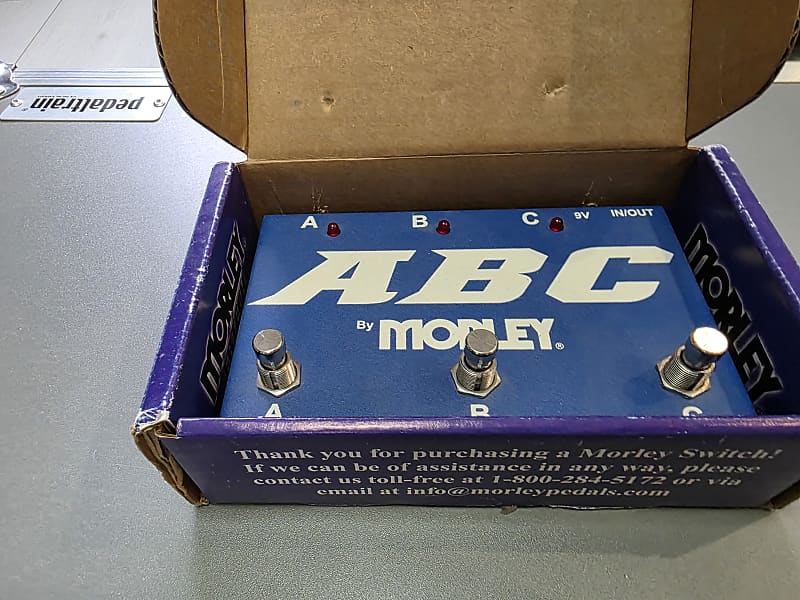 pedaltrain
A B C 9V IN/OUT
ABC
By MORLEY®
MORLEY
MORLEY
A B C
Thank you for purchasing a Morley Switch!
If we can be of assistance in any way, please
contact us toll-free at 1-800-284-5172 or via
email at info@morleypedals.com